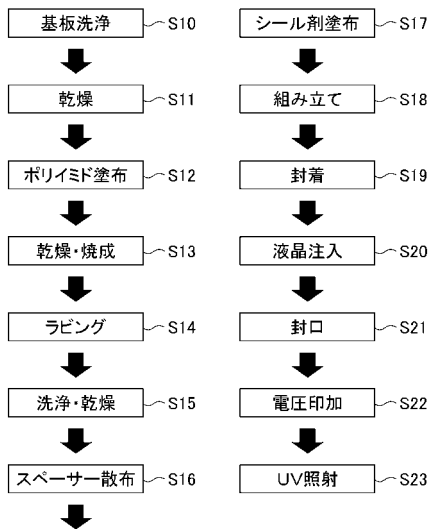 基板洗浄 S10
乾燥 S11
ポリイミド塗布 S12
乾燥・焼成 S13
ラビング S14
洗浄・乾燥 S15
スペーサー散布 S16
シール剤塗布 S17
組み立て S18
封着 S19
液晶注入 S20
封口 S21
電圧印加 S22
UV照射 S23